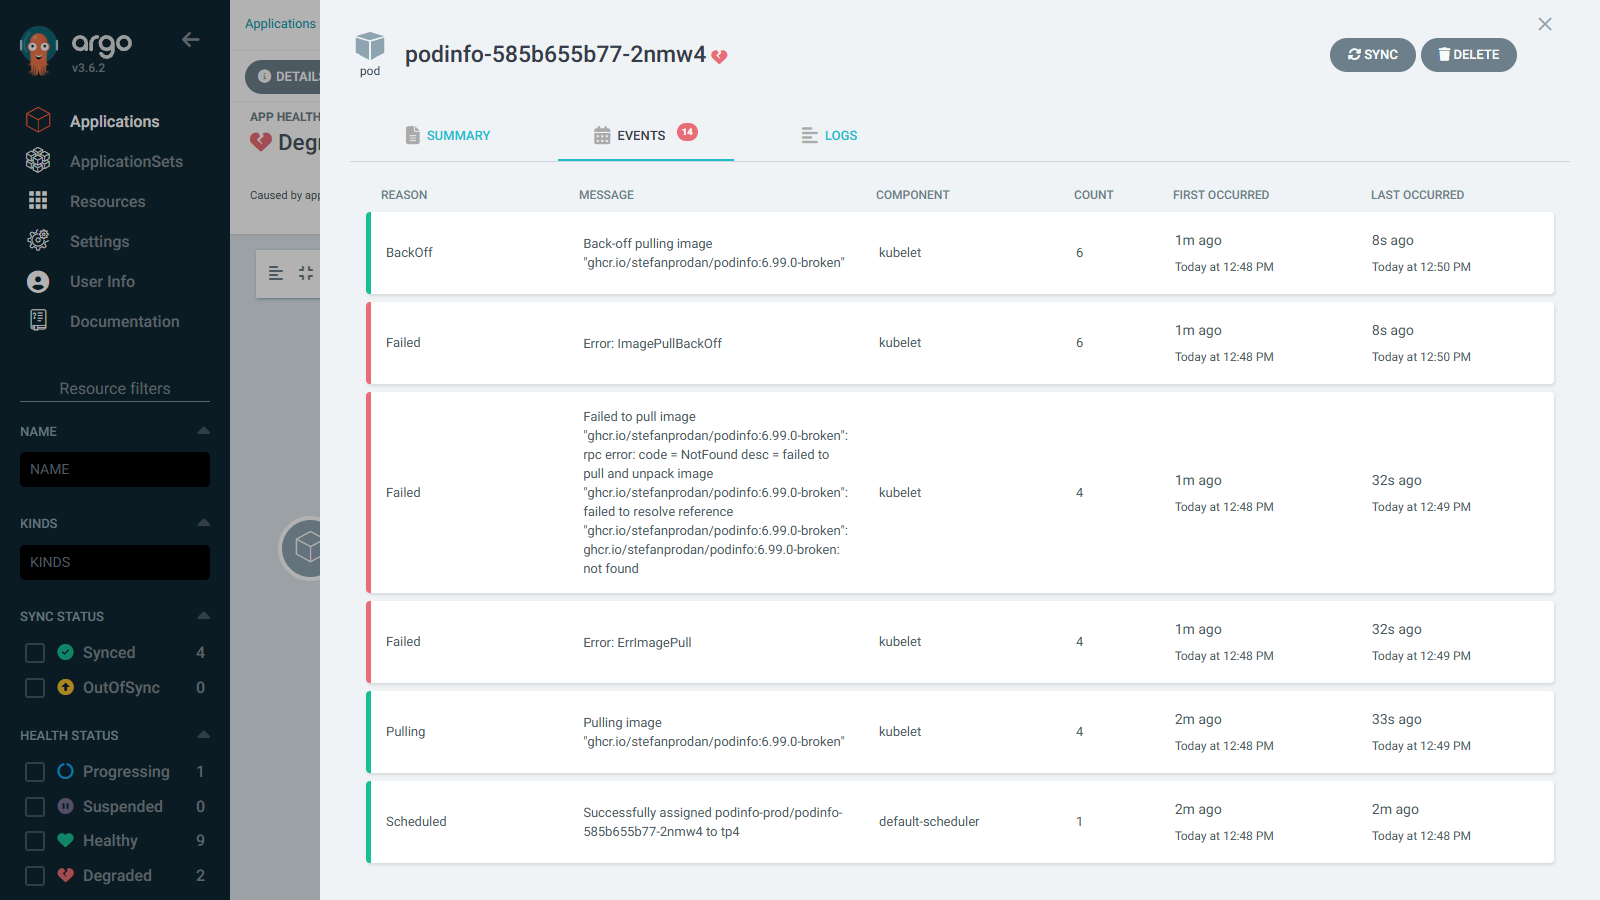 argo
v3.6.2
Applications
ApplicationSets
Resources
Settings
User Info
Documentation
Resource filters
NAME
NAME
KINDS
KINDS
SYNC STATUS
Synced 4
OutOfSync 0
HEALTH STATUS
Progressing 1
Suspended 0
Healthy 9
Degraded 2
Applications
DETAILS
APP HEALTH
Degr
Caused by app
pod
podinfo-585b655b77-2nmw4
SYNC
DELETE
SUMMARY
EVENTS 14
LOGS
REASON MESSAGE COMPONENT COUNT FIRST OCCURRED LAST OCCURRED
BackOff
Back-off pulling image
"ghcr.io/stefanprodan/podinfo:6.99.0-broken"
kubelet
6
1m ago
Today at 12:48 PM
8s ago
Today at 12:50 PM
Failed
Error: ImagePullBackOff
kubelet
6
1m ago
Today at 12:48 PM
8s ago
Today at 12:50 PM
Failed
Failed to pull image
"ghcr.io/stefanprodan/podinfo:6.99.0-broken":
rpc error: code = NotFound desc = failed to
pull and unpack image
"ghcr.io/stefanprodan/podinfo:6.99.0-broken":
failed to resolve reference
"ghcr.io/stefanprodan/podinfo:6.99.0-broken":
ghcr.io/stefanprodan/podinfo:6.99.0-broken:
not found
kubelet
4
1m ago
Today at 12:48 PM
32s ago
Today at 12:49 PM
Failed
Error: ErrImagePull
kubelet
4
1m ago
Today at 12:48 PM
32s ago
Today at 12:49 PM
Pulling
Pulling image
"ghcr.io/stefanprodan/podinfo:6.99.0-broken"
kubelet
4
2m ago
Today at 12:48 PM
33s ago
Today at 12:49 PM
Scheduled
Successfully assigned podinfo-prod/podinfo-
585b655b77-2nmw4 to tp4
default-scheduler
1
2m ago
Today at 12:48 PM
2m ago
Today at 12:48 PM